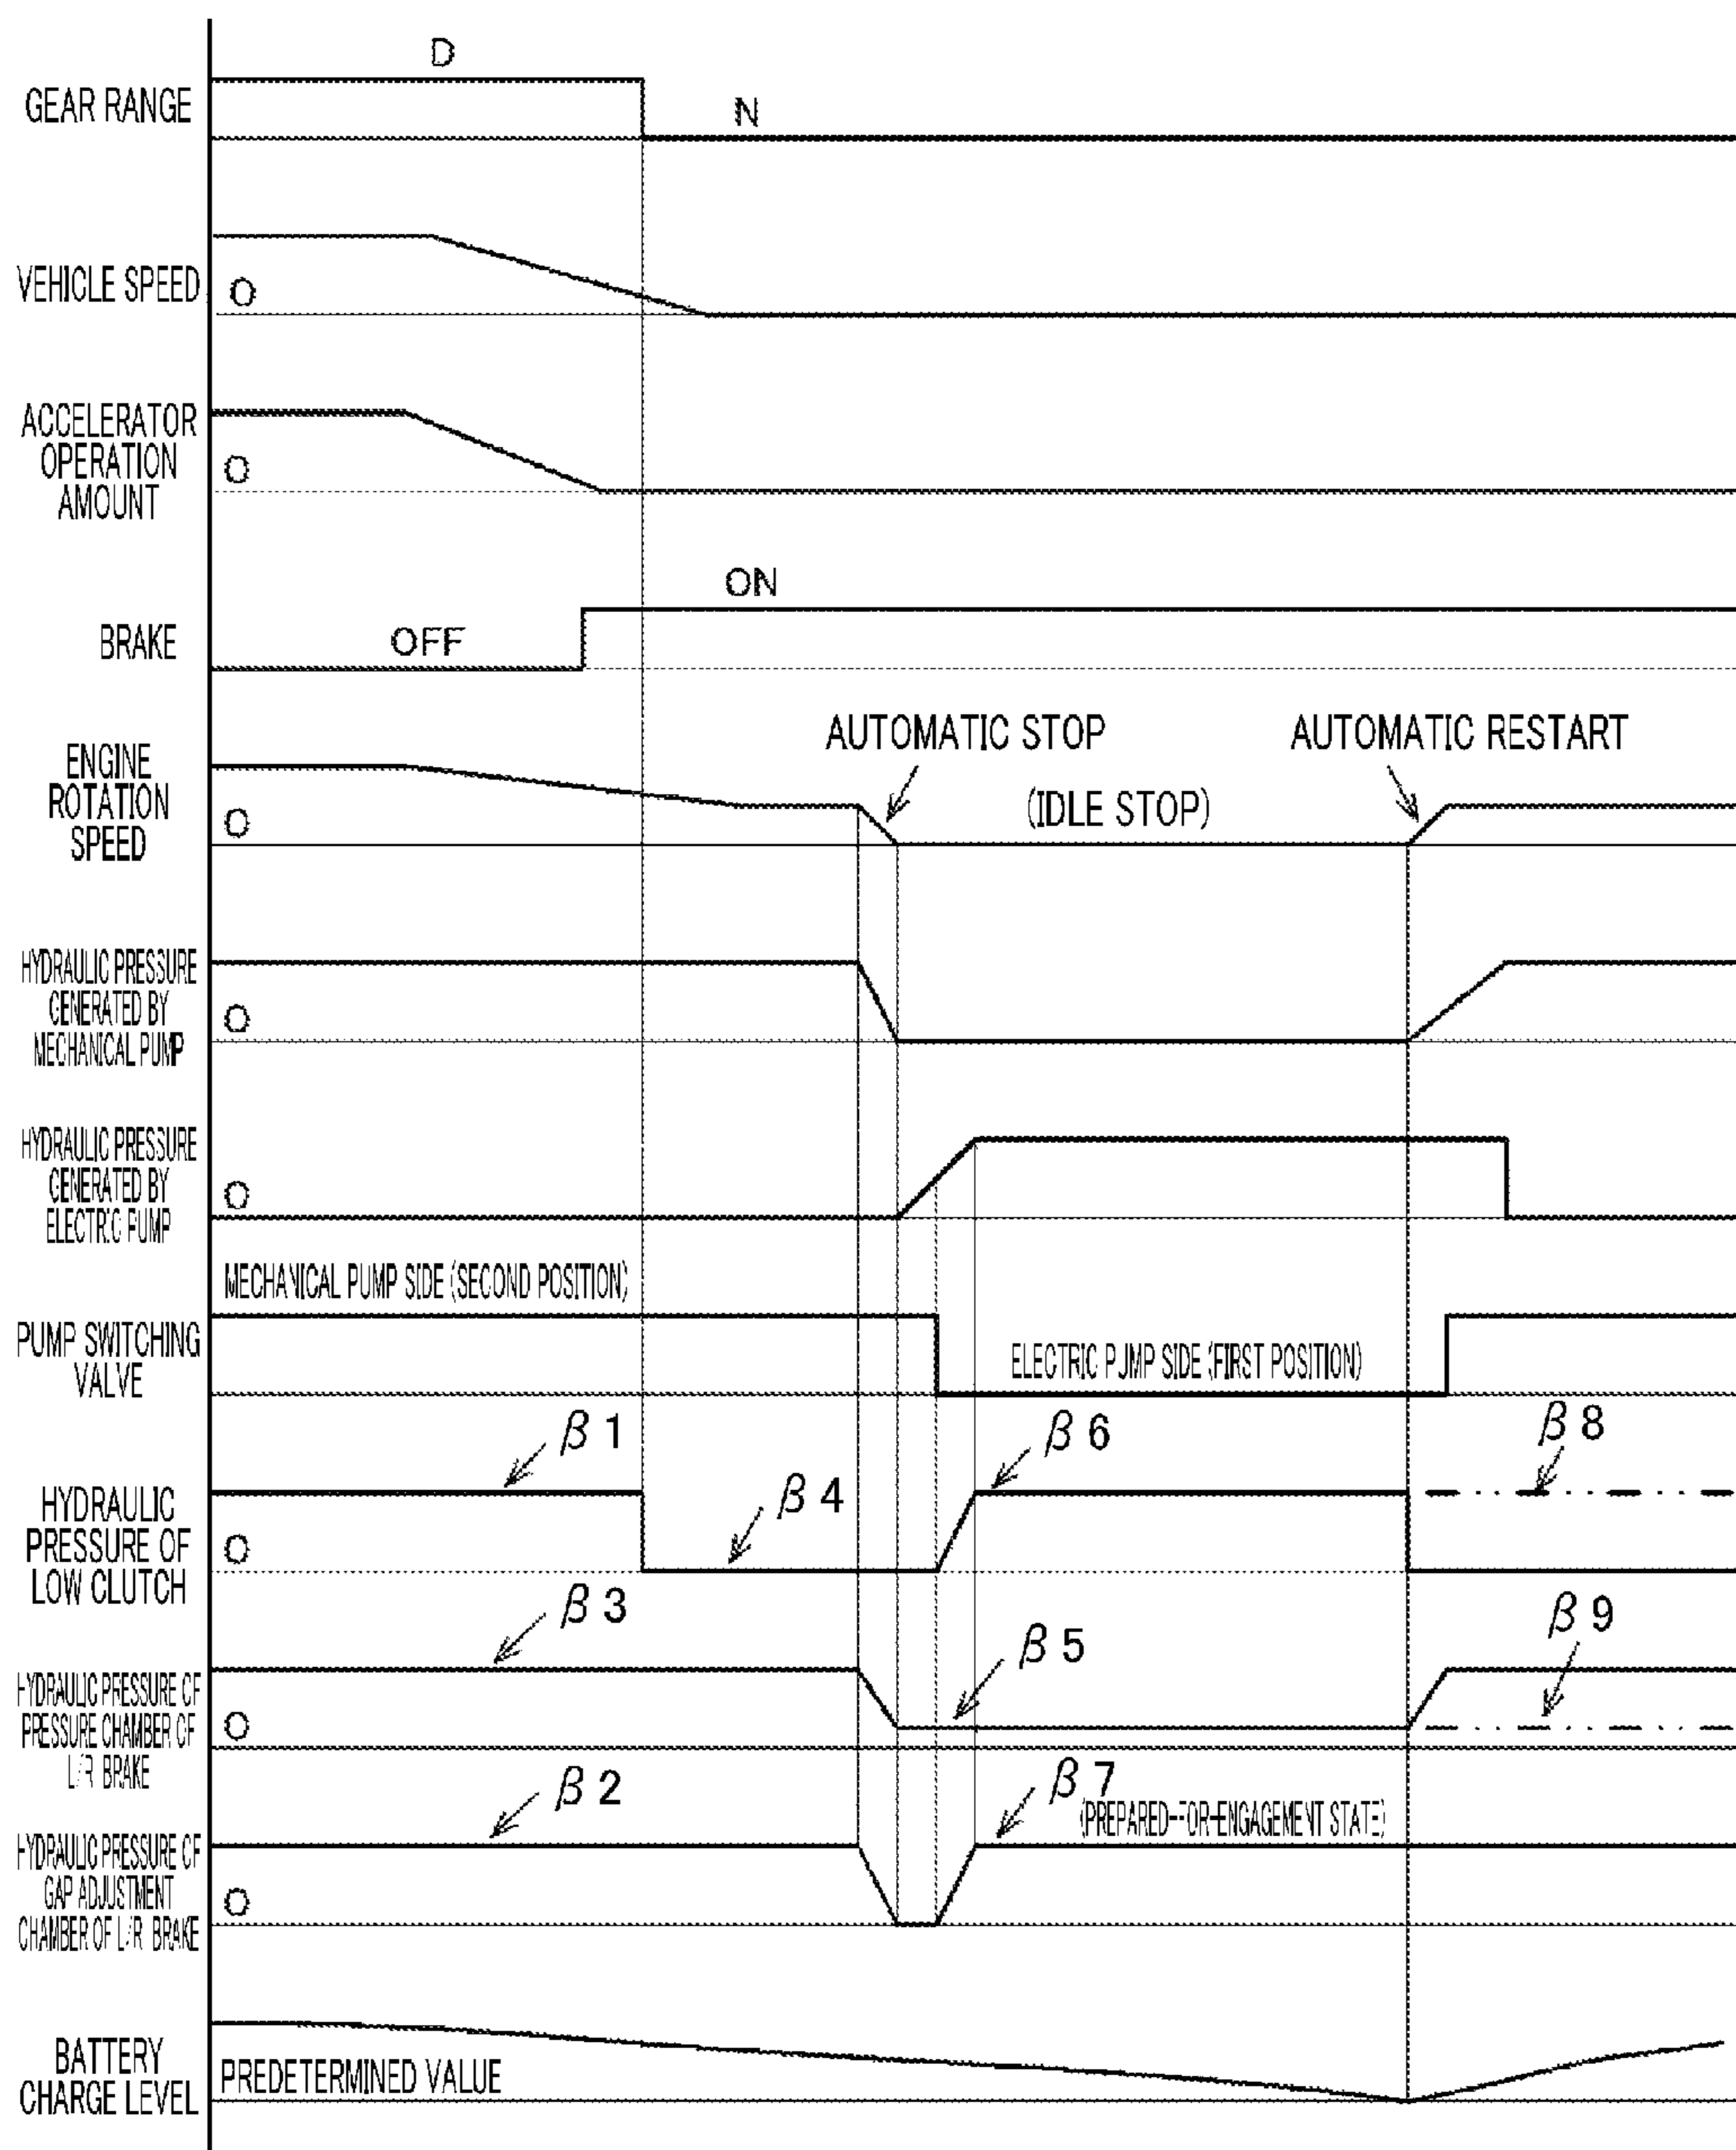 D
GEAR RANGE
N
VEHICLE SPEED
O
ACCELERATOR
OPERATION
AMOUNT
O
ON
BRAKE
OFF
AUTOMATIC STOP
AUTOMATIC RESTART
ENGINE
ROTATION
SPEED
O
(IDLE STOP)
HYDRAULIC PRESSURE
GENERATED BY
MECHANICAL PUMP
O
HYDRAULIC PRESSURE
GENERATED BY
ELECTRIC PUMP
O
MECHANICAL PUMP SIDE (SECOND POSITION)
PUMP SWITCHING
VALVE
ELECTRIC PUMP SIDE (FIRST POSITION)
β1
β6
β8
β4
HYDRAULIC
PRESSURE OF
LOW CLUTCH
O
β3
β9
β5
HYDRAULIC PRESSURE OF
PRESSURE CHAMBER OF
L/R BRAKE
O
β2
β7
(PREPARED-FOR-ENGAGEMENT STATE)
HYDRAULIC PRESSURE OF
GAP ADJUSTMENT
CHAMBER OF L/R BRAKE
O
BATTERY
CHARGE LEVEL
PREDETERMINED VALUE